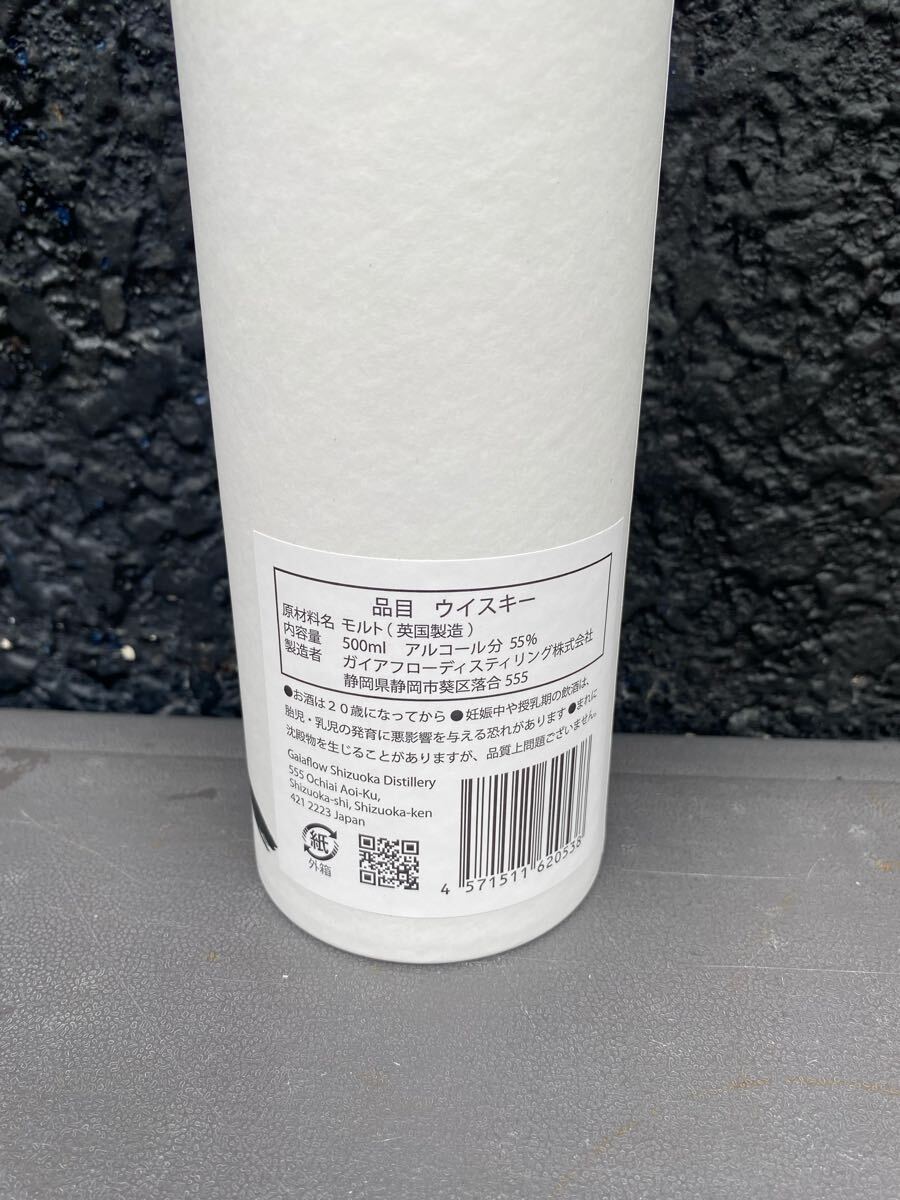 品目　ウイスキー
原材料名 モルト（英国製造）
内容量 500ml　アルコール分 55%
製造者 ガイアフローディスティリング株式会社
静岡県静岡市葵区落合 555
●お酒は２０歳になってから ●妊娠中や授乳期の飲酒は、
胎児・乳児の発育に悪影響を与える恐れがあります ●まれに
沈殿物を生じることがありますが、品質上問題ございません。
Gaiaflow Shizuoka Distillery
555 Ochiai Aoi-Ku,
Shizuoka-shi, Shizuoka-ken
421 2223 Japan
紙
外箱
4 571511 620538